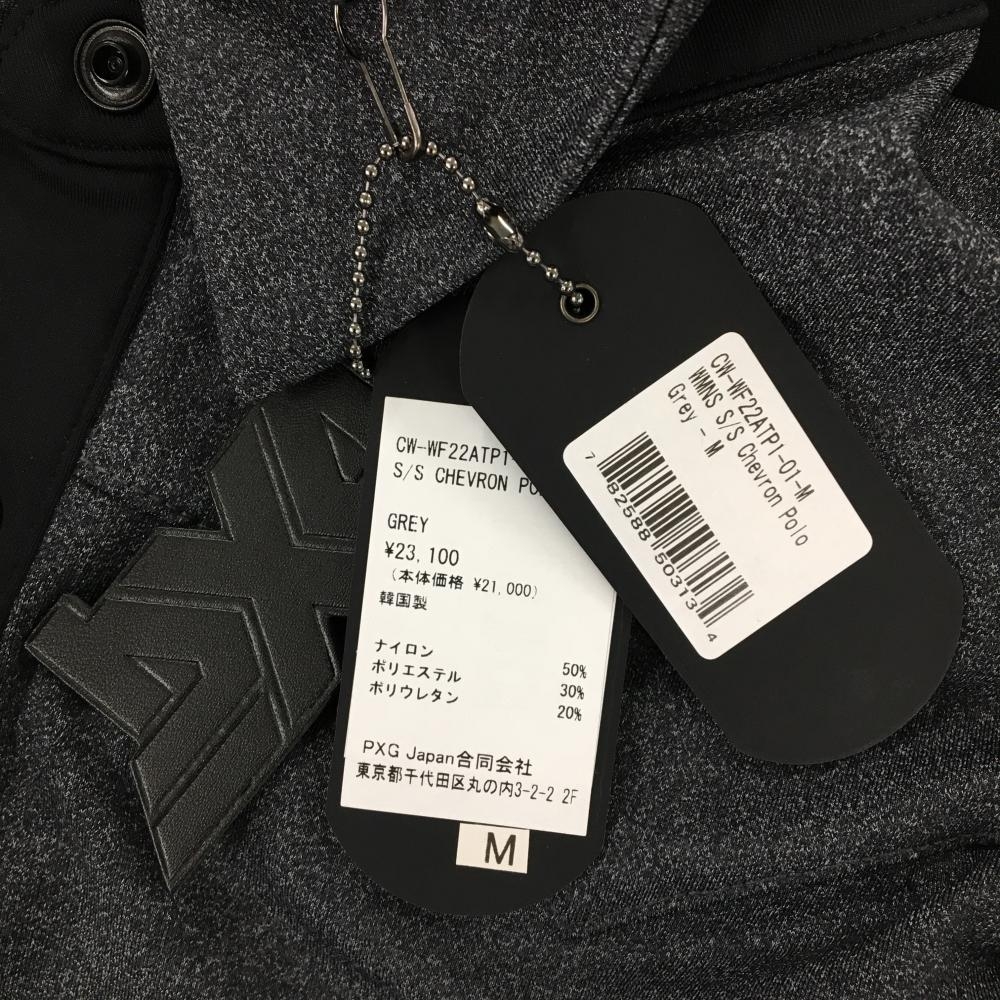 CW-WF22ATP1
S/S CHEVRON
GREY
¥23,100
(本体価格 ¥21,000)
韓国製
ナイロン 50%
ポリエステル 30%
ポリウレタン 20%
PXG Japan合同会社
東京都千代田区丸の内3-2-2 2F
M
CW-WF22ATP1-01-M
WMNS S/S Chevron Polo
Grey - M
7 82588 50313 4